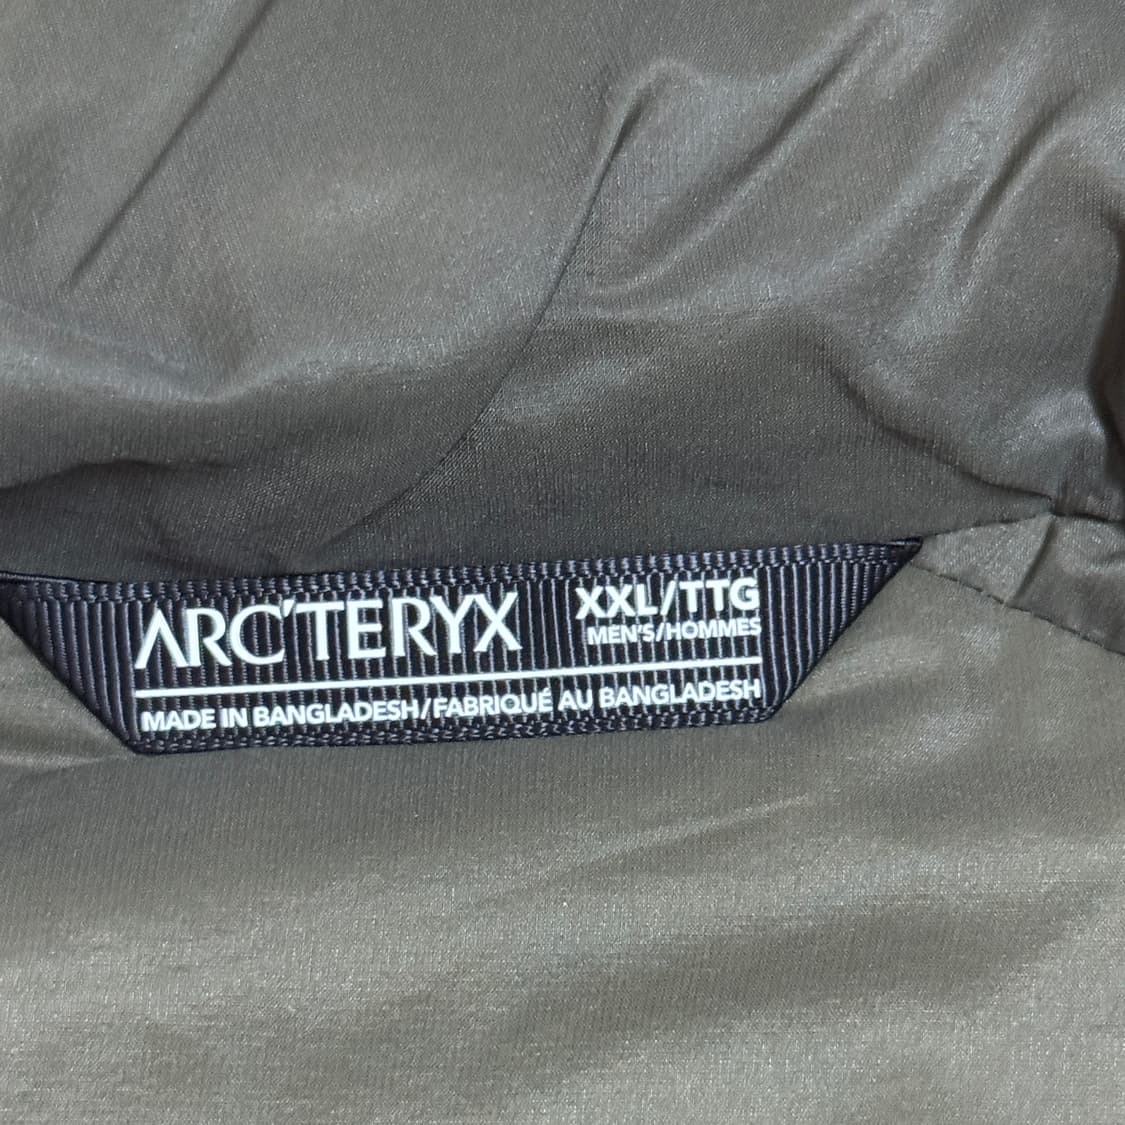 ARC'TERYX
XXL/TTG
MEN'S/HOMMES
MADE IN BANGLADESH/FABRIQUÉ AU BANGLADESH